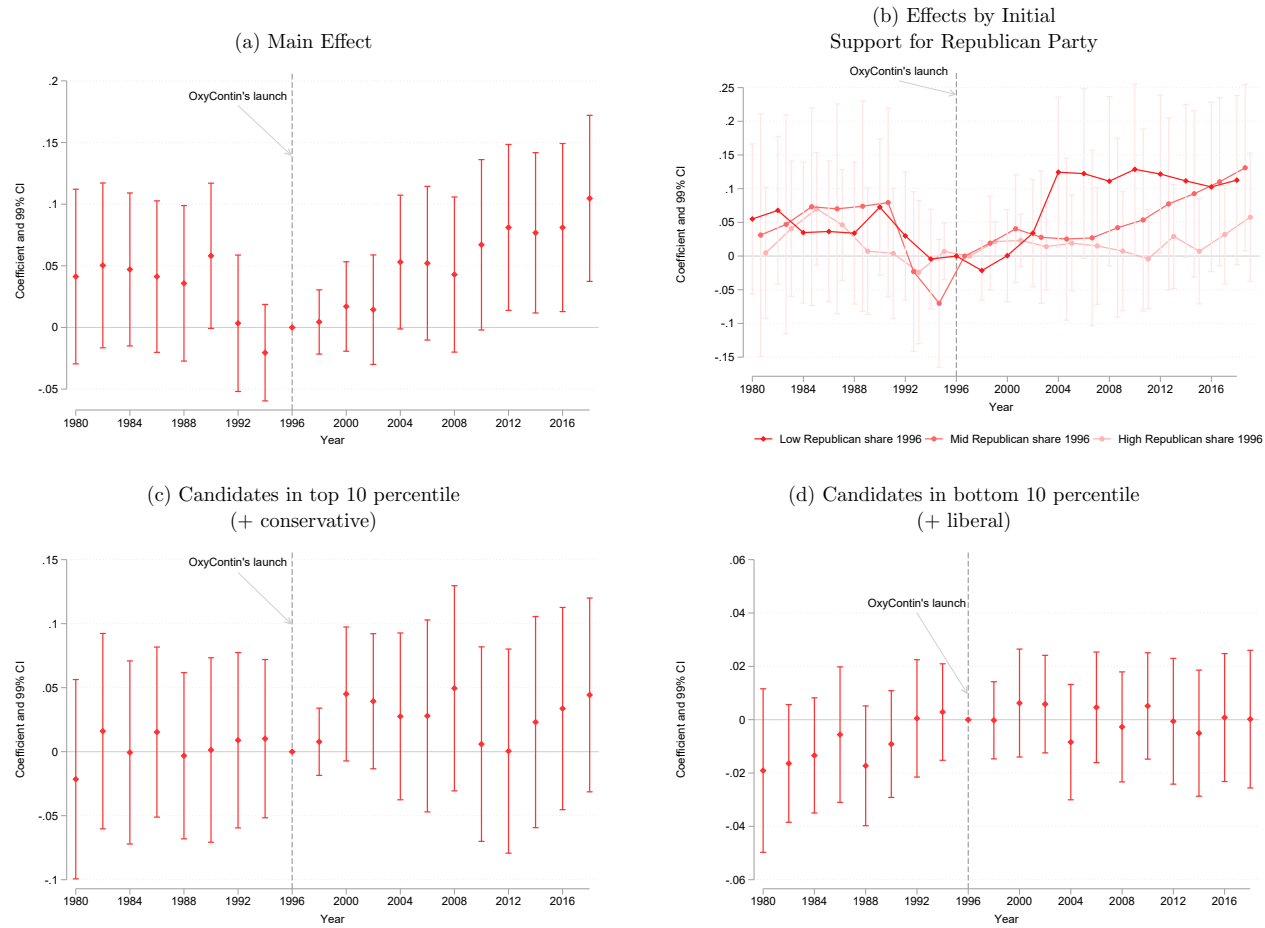 (a) Main Effect
.2
.15
.1
.05
0
-.05
Coefficient and 99% CI
OxyContin's launch
1980 1984 1988 1992 1996 2000 2004 2008 2012 2016
Year
(b) Effects by Initial
Support for Republican Party
.25
.2
.15
.1
.05
0
-.05
-.1
-.15
Coefficient and 99% CI
OxyContin's launch
1980 1984 1988 1992 1996 2000 2004 2008 2012 2016
Year
Low Republican share 1996 Mid Republican share 1996 High Republican share 1996
(c) Candidates in top 10 percentile
(+ conservative)
.15
.1
.05
0
-.05
-.1
Coefficient and 99% CI
OxyContin's launch
1980 1984 1988 1992 1996 2000 2004 2008 2012 2016
Year
(d) Candidates in bottom 10 percentile
(+ liberal)
.06
.04
.02
0
-.02
-.04
-.06
Coefficient and 99% CI
OxyContin's launch
1980 1984 1988 1992 1996 2000 2004 2008 2012 2016
Year